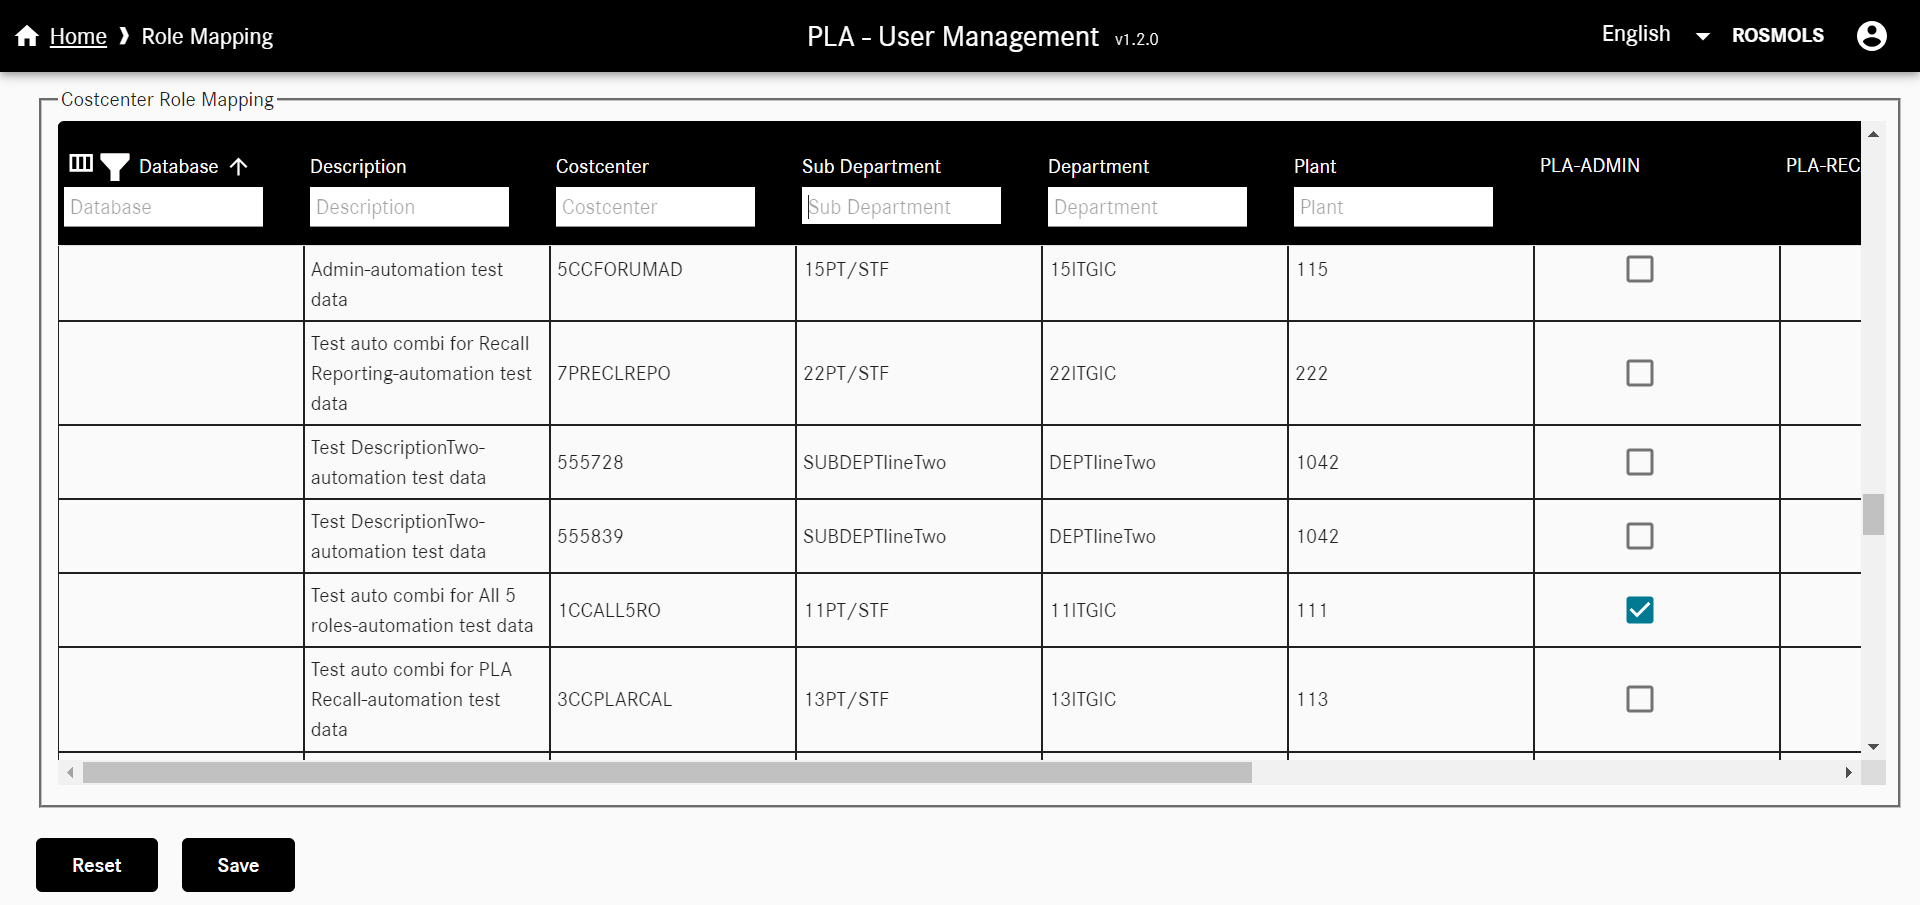 Home ❱ Role Mapping
PLA - User Management v1.2.0
English ROSMOLS
Costcenter Role Mapping
Database Description Costcenter Sub Department Department Plant PLA-ADMIN PLA-REC
Database Description Costcenter Sub Department Department Plant
Admin-automation test
data
5CCFORUMAD 15PT/STF 15ITGIC 115
Test auto combi for Recall
Reporting-automation test
data
7PRECLREPO 22PT/STF 22ITGIC 222
Test DescriptionTwo-
automation test data
555728 SUBDEPTlineTwo DEPTlineTwo 1042
Test DescriptionTwo-
automation test data
555839 SUBDEPTlineTwo DEPTlineTwo 1042
Test auto combi for All 5
roles-automation test data
1CCALL5RO 11PT/STF 11ITGIC 111
Test auto combi for PLA
Recall-automation test
data
3CCPLARCAL 13PT/STF 13ITGIC 113
Reset Save